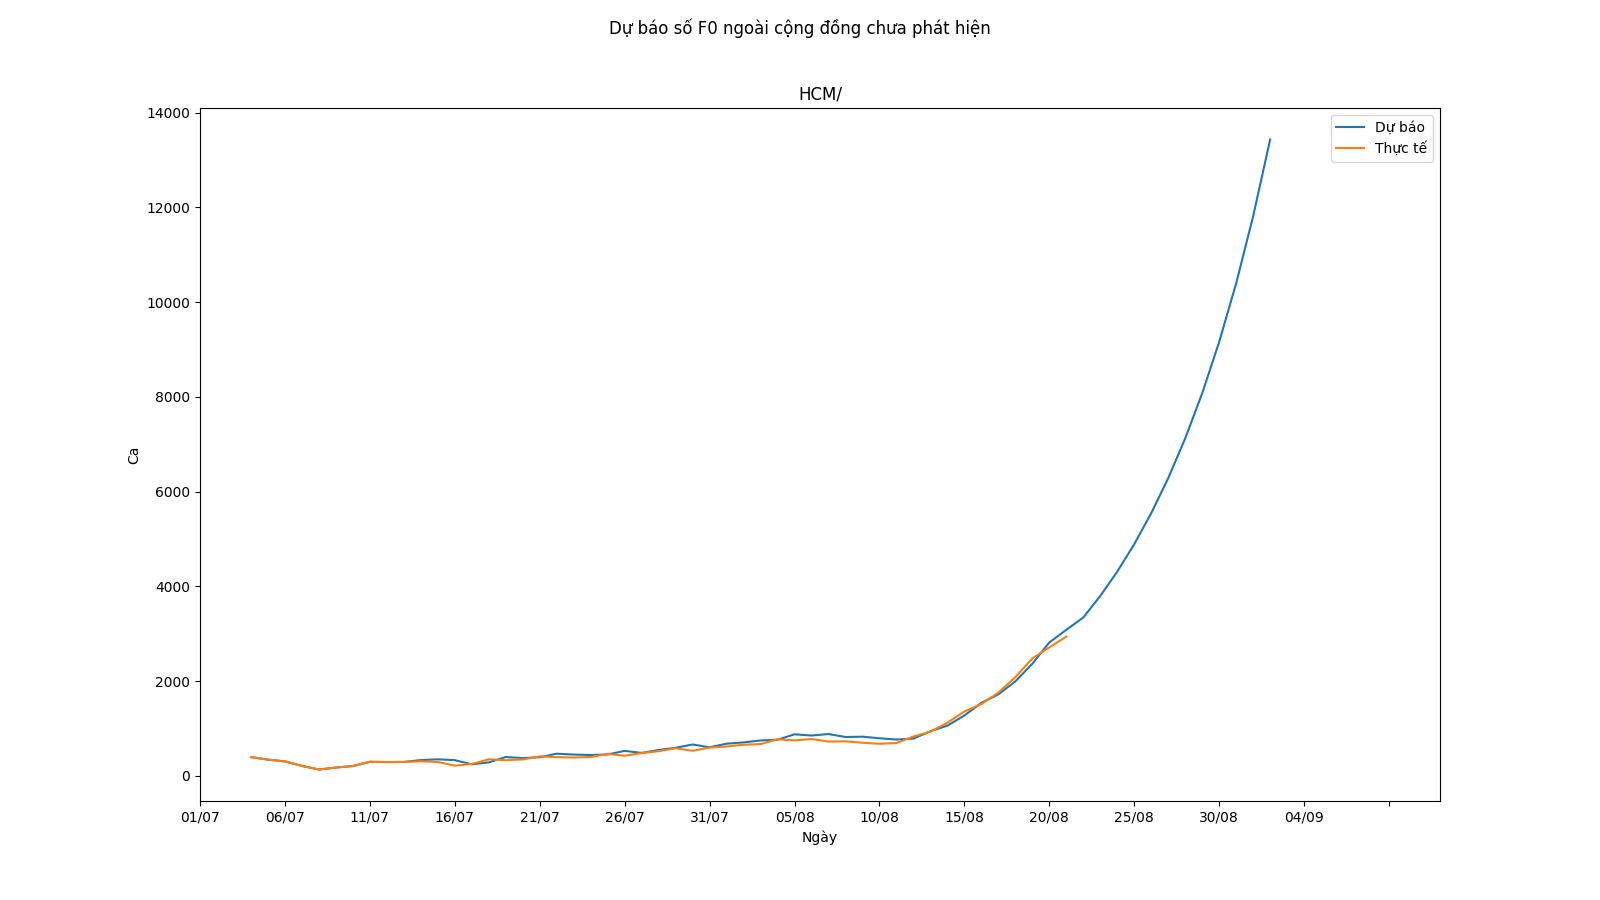 Dự báo số F0 ngoài cộng đồng chưa phát hiện
HCM/
14000
12000
10000
8000
6000
4000
2000
0
Ca
Dự báo
Thực tế
01/07 06/07 11/07 16/07 21/07 26/07 31/07 05/08 10/08 15/08 20/08 25/08 30/08 04/09
Ngày